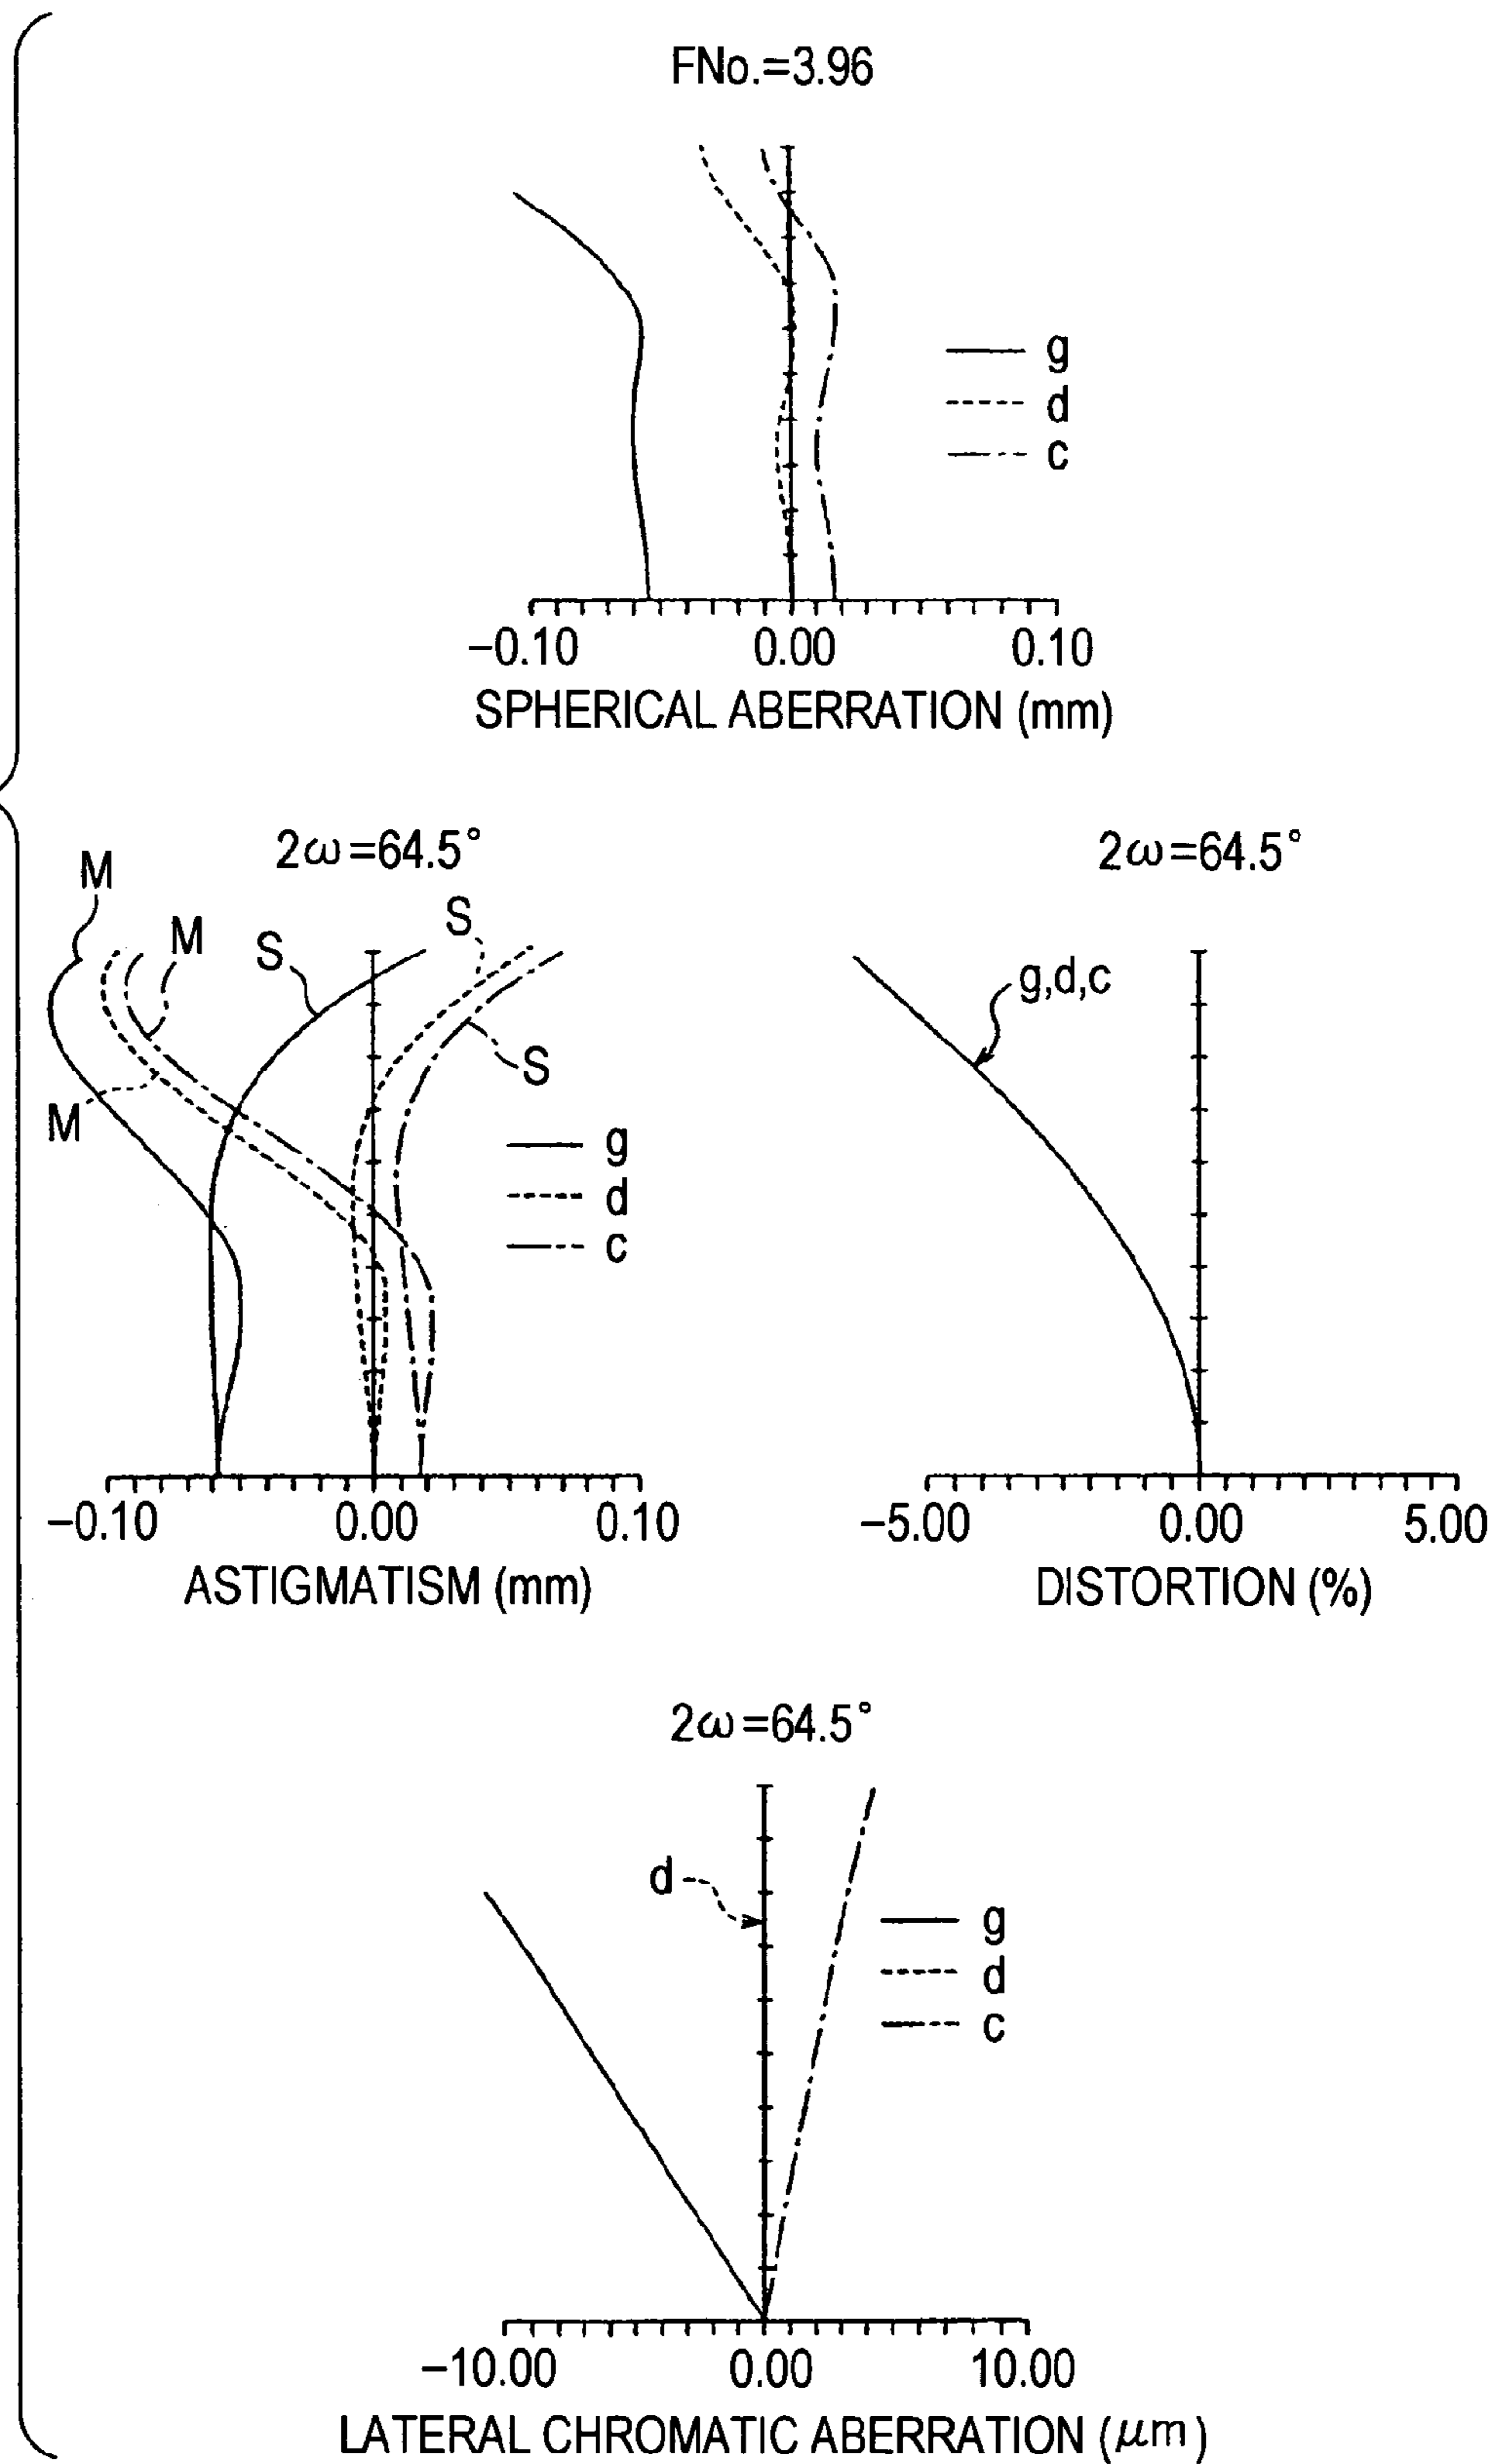 FNo.=3.96
g
d
c
−0.10 0.00 0.10
SPHERICAL ABERRATION (mm)
2ω=64.5°
M
M
S
S
S
M
g
d
c
−0.10 0.00 0.10
ASTIGMATISM (mm)
2ω=64.5°
g,d,c
−5.00 0.00 5.00
DISTORTION (%)
2ω=64.5°
d
g
d
c
−10.00 0.00 10.00
LATERAL CHROMATIC ABERRATION (μm)